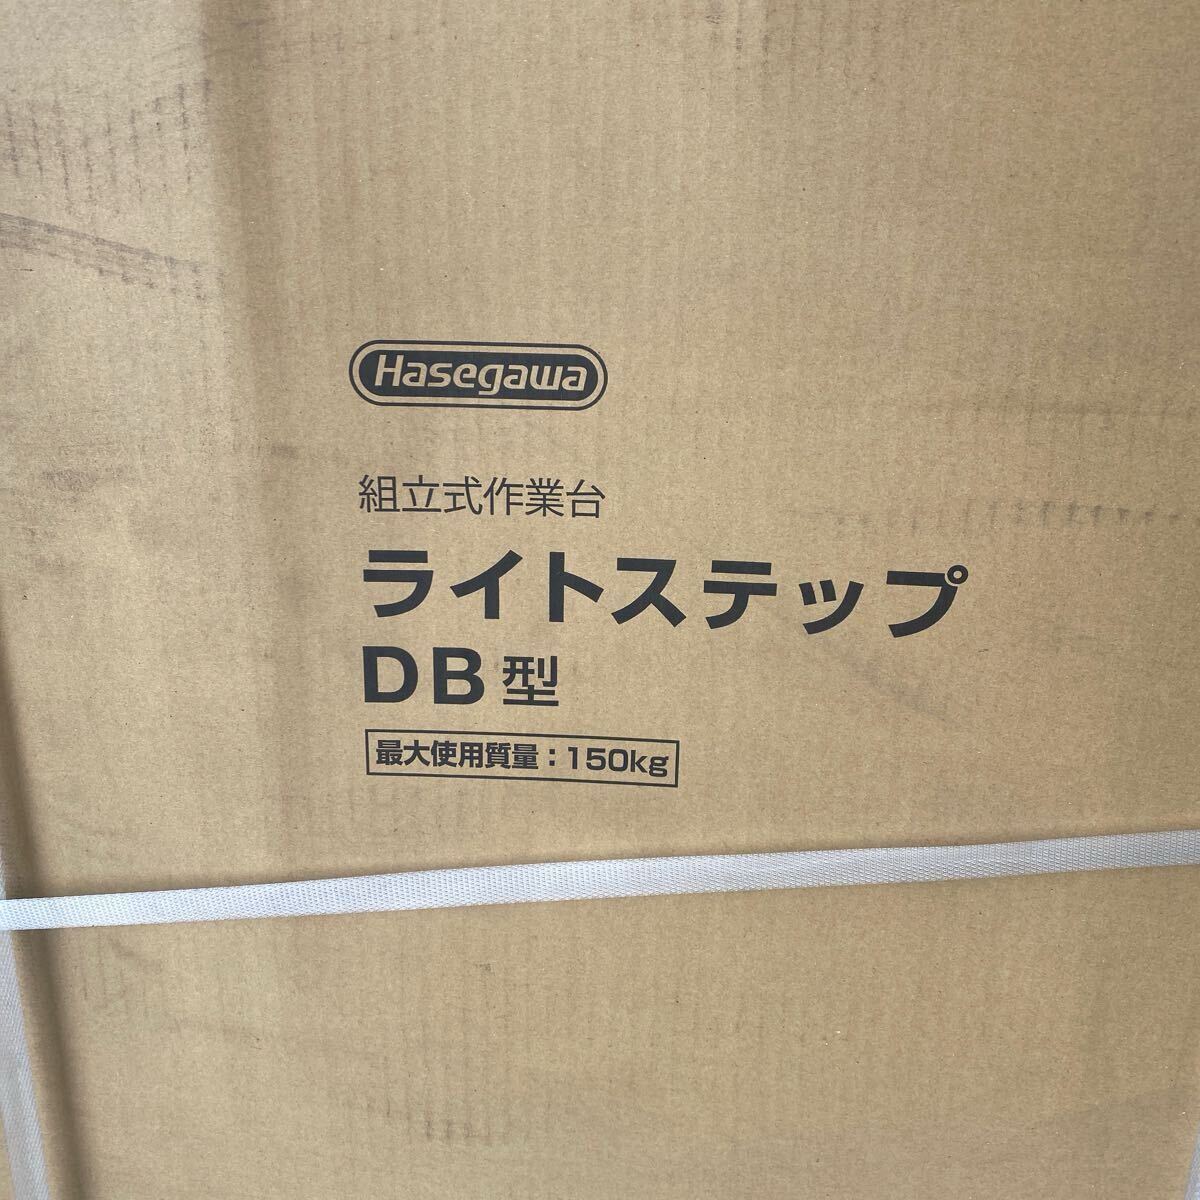 Hasegawa
組立式作業台
ライトステップ
DB型
最大使用質量：150kg